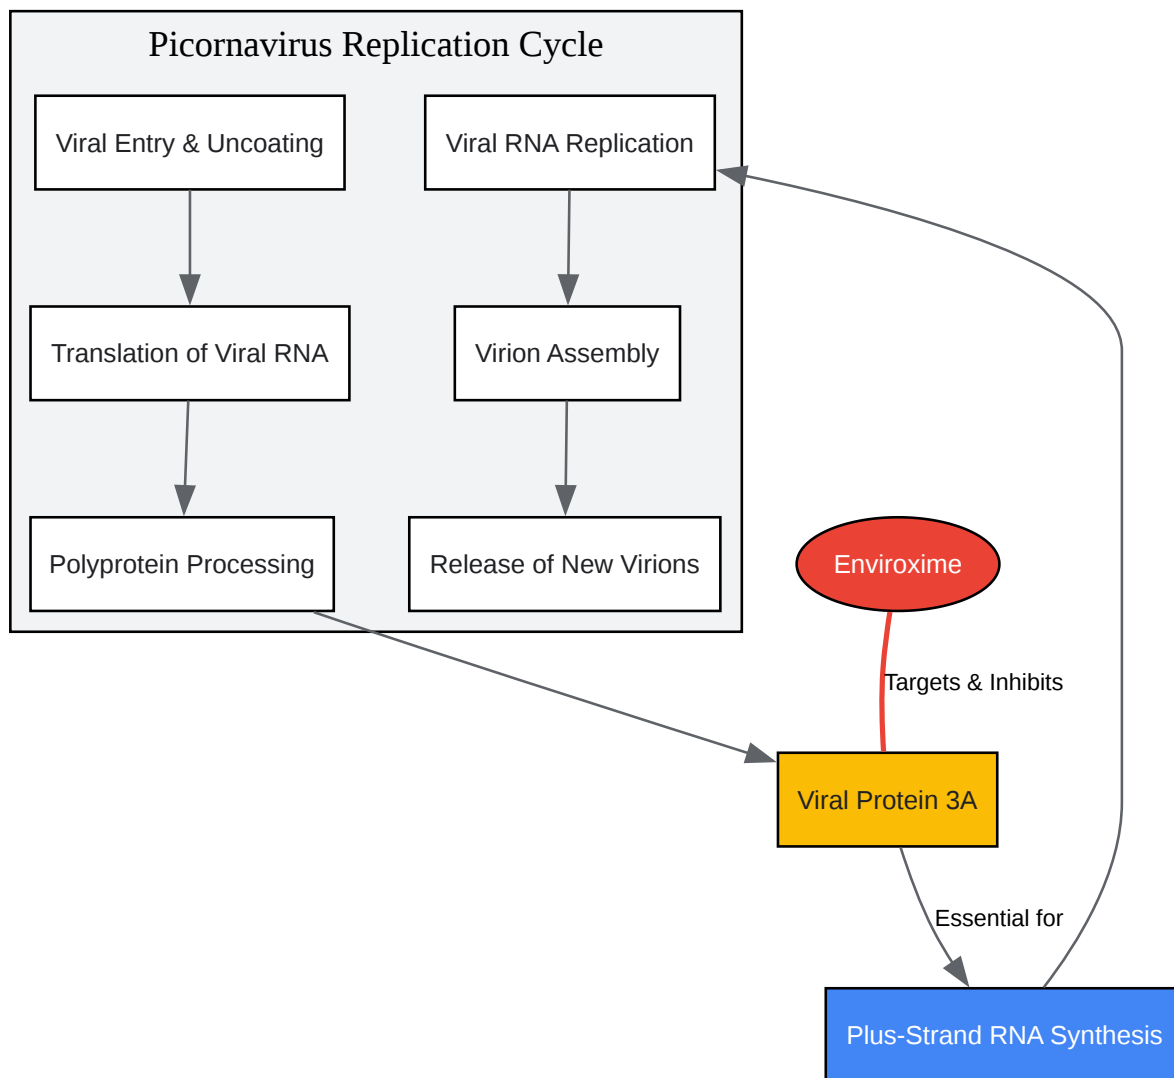 Picornavirus Replication Cycle
Viral Entry & Uncoating
Viral RNA Replication
Translation of Viral RNA
Virion Assembly
Polyprotein Processing
Release of New Virions
Enviroxime
Targets & Inhibits
Viral Protein 3A
Essential for
Plus-Strand RNA Synthesis